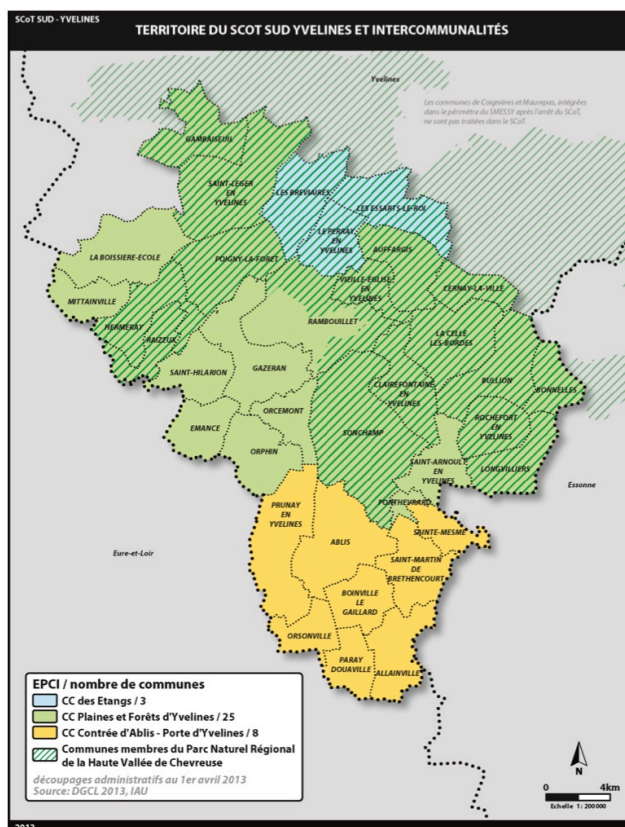 SCoT SUD - YVELINES
TERRITOIRE DU SCOT SUD YVELINES ET INTERCOMMUNALITÉS
Yvelines
Les communes de Coignières et Maurepas, intégrées
dans le périmètre du SMESSY après l'arrêt du SCoT,
ne sont pas traitées dans le SCoT.
GAMBAISEUIL
SAINT-LEGER
EN
YVELINES
LES BREVIAIRES
LES ESSARTS-LE-ROI
LE PERRAY
EN
YVELINES
AUFFARGIS
LA BOISSIERE-ECOLE
POIGNY-LA-FORET
VIEILLE-EGLISE
EN
YVELINES
CERNAY-LA-VILLE
MITTAINVILLE
HERMERAY
RAIZEUX
RAMBOUILLET
LA CELLE
LES-BORDES
SAINT-HILARION
GAZERAN
CLAIREFONTAINE
EN
YVELINES
BULLION
BONNELLES
EMANCE
ORCEMONT
SONCHAMP
ROCHEFORT
EN
YVELINES
ORPHIN
SAINT-ARNOULT
EN
YVELINES
LONGVILLIERS
Essonne
PONTHEVRARD
PRUNAY
EN
YVELINES
ABLIS
SAINTE-MESME
Eure-et-Loir
SAINT-MARTIN
DE
BRETHENCOURT
BOINVILLE
LE
GAILLARD
ORSONVILLE
PARAY
DOUAVILLE
ALLAINVILLE
EPCI / nombre de communes
CC des Etangs / 3
CC Plaines et Forêts d'Yvelines / 25
CC Contrée d'Ablis - Porte d'Yvelines / 8
Communes membres du Parc Naturel Régional
de la Haute Vallée de Chevreuse
découpages administratifs au 1er avril 2013
Source: DGCL 2013, IAU
N
0 4km
Echelle 1 : 200 000
2013